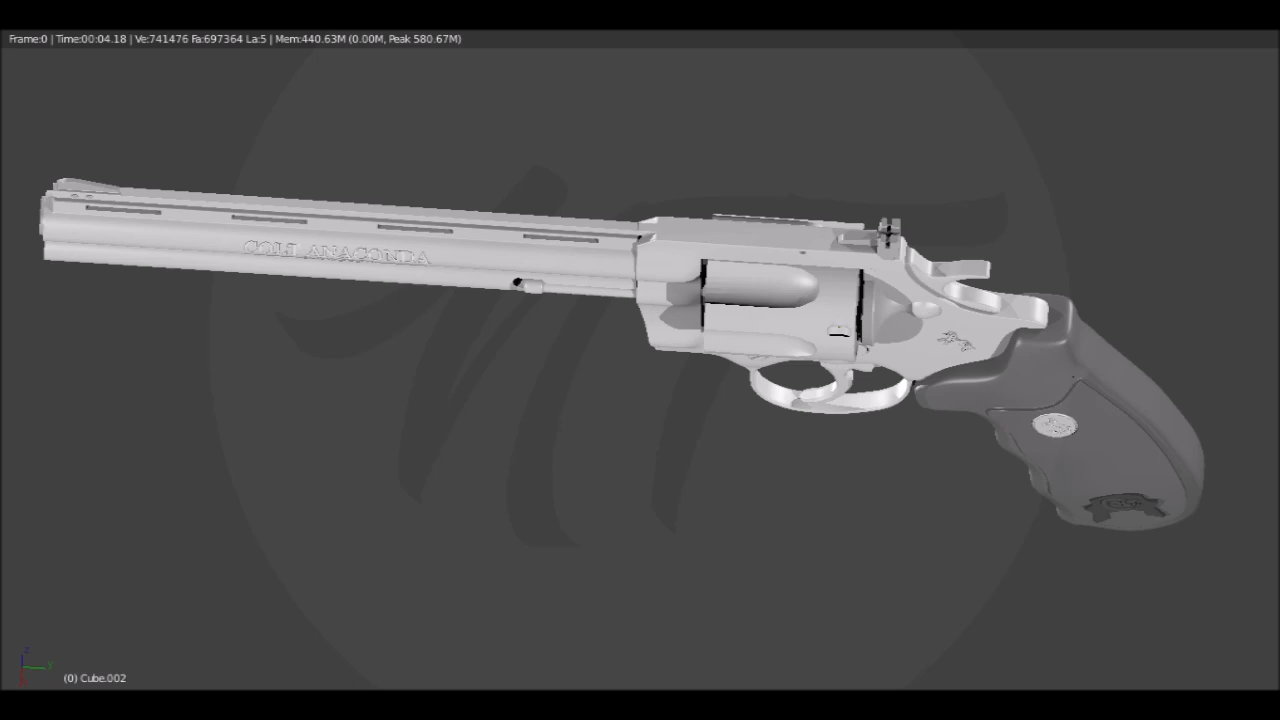 Frame:0 | Time:00:04.18 | Ve:741476 Fa:697364 La:5 | Mem:440.63M (0.00M, Peak 580.67M)
COLT ANACONDA
z
y
(0) Cube.002